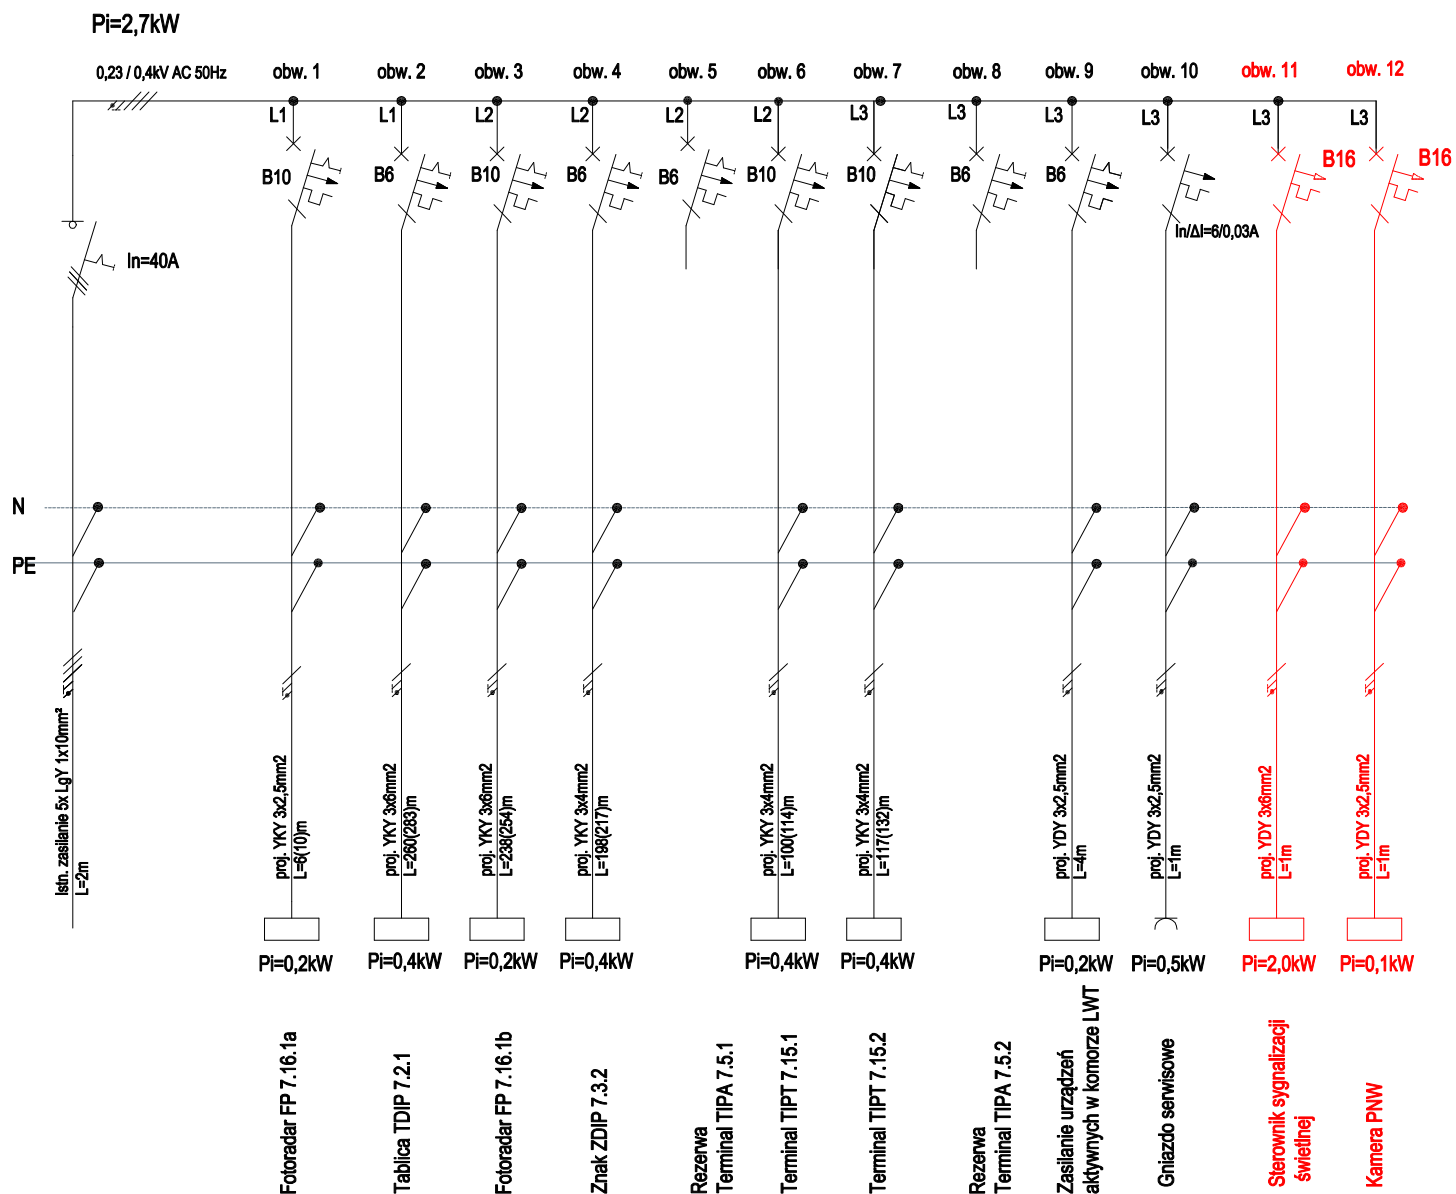 Pi=2,7kW
0,23 / 0,4kV AC 50Hz
obw. 1
obw. 2
obw. 3
obw. 4
obw. 5
obw. 6
obw. 7
obw. 8
obw. 9
obw. 10
obw. 11
obw. 12
L1
L1
L2
L2
L2
L2
L3
L3
L3
L3
L3
L3
B10
B6
B10
B6
B6
B10
B10
B6
B6
B16
B16
In/ΔI=6/0,03A
In=40A
N
PE
Istn. zasilanie 5x LgY 1x10mm²
L=2m
proj. YKY 3x2,5mm2
L=6(10)m
proj. YKY 3x6mm2
L=260(283)m
proj. YKY 3x6mm2
L=238(254)m
proj. YKY 3x4mm2
L=198(217)m
proj. YKY 3x4mm2
L=100(114)m
proj. YKY 3x4mm2
L=117(132)m
proj. YDY 3x2,5mm2
L=4m
proj. YDY 3x2,5mm2
L=1m
proj. YDY 3x6mm2
L=1m
proj. YDY 3x2,5mm2
L=1m
Pi=0,2kW
Pi=0,4kW
Pi=0,2kW
Pi=0,4kW
Pi=0,4kW
Pi=0,4kW
Pi=0,2kW
Pi=0,5kW
Pi=2,0kW
Pi=0,1kW
Fotoradar FP 7.16.1a
Tablica TDIP 7.2.1
Fotoradar FP 7.16.1b
Znak ZDIP 7.3.2
Rezerwa
Terminal TIPA 7.5.1
Terminal TIPT 7.15.1
Terminal TIPT 7.15.2
Rezerwa
Terminal TIPA 7.5.2
Zasilanie urządzeń
aktywnych w komorze LWT
Gniazdo serwisowe
Sterownik sygnalizacji
świetlnej
Kamera PNW